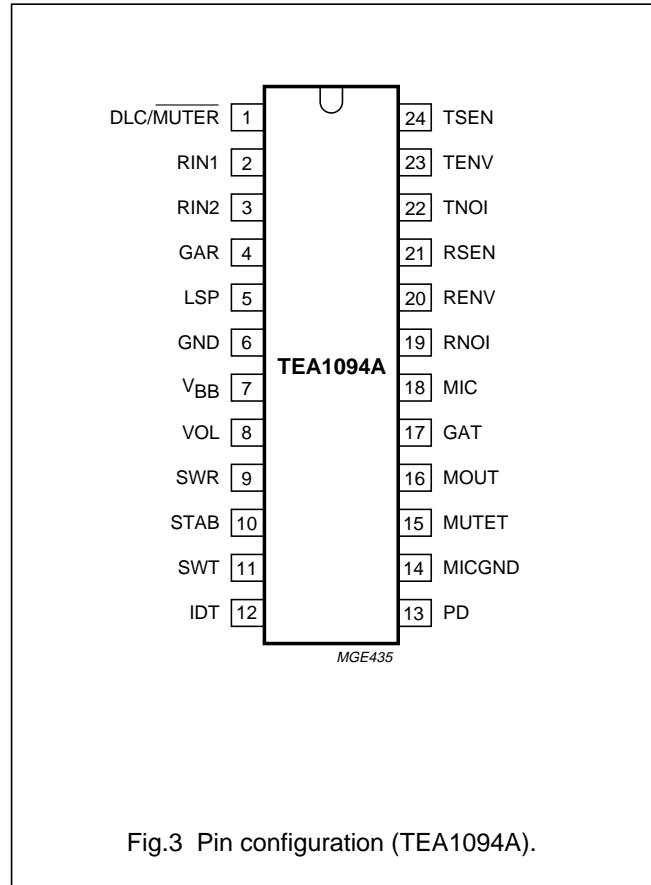 DLC/MUTER 1 24 TSEN
RIN1 2 23 TENV
RIN2 3 22 TNOI
GAR 4 21 RSEN
LSP 5 20 RENV
GND 6 19 RNOI
TEA1094A
VBB 7 18 MIC
VOL 8 17 GAT
SWR 9 16 MOUT
STAB 10 15 MUTET
SWT 11 14 MICGND
IDT 12 13 PD
MGE435
Fig.3 Pin configuration (TEA1094A).